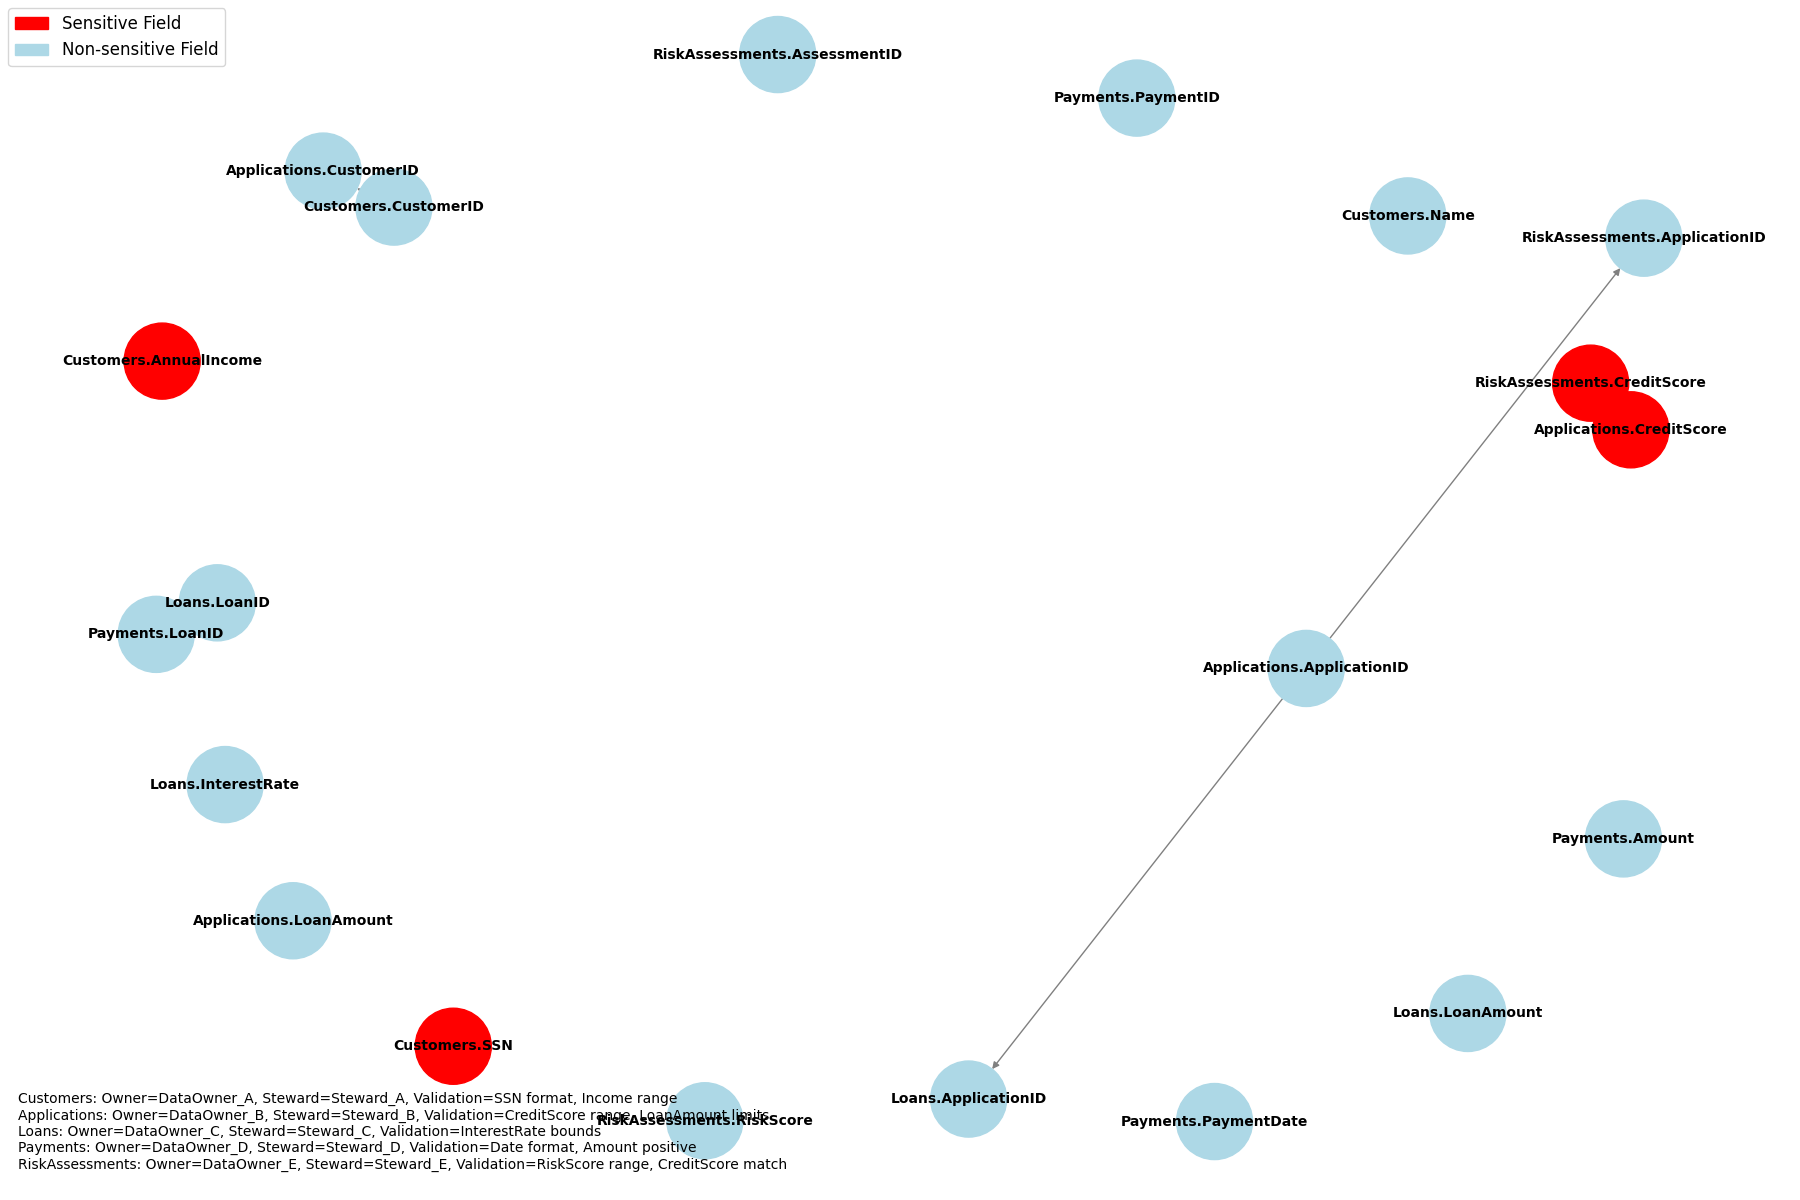 Sensitive Field
Non-sensitive Field
RiskAssessments.AssessmentID
Payments.PaymentID
Applications.CustomerID
Customers.CustomerID
Customers.Name
RiskAssessments.ApplicationID
Customers.AnnualIncome
RiskAssessments.CreditScore
Applications.CreditScore
Loans.LoanID
Payments.LoanID
Applications.ApplicationID
Loans.InterestRate
Payments.Amount
Applications.LoanAmount
Loans.LoanAmount
Customers.SSN
Loans.ApplicationID
RiskAssessments.RiskScore
Payments.PaymentDate
Customers: Owner=DataOwner_A, Steward=Steward_A, Validation=SSN format, Income range
Applications: Owner=DataOwner_B, Steward=Steward_B, Validation=CreditScore range, LoanAmount limits
Loans: Owner=DataOwner_C, Steward=Steward_C, Validation=InterestRate bounds
Payments: Owner=DataOwner_D, Steward=Steward_D, Validation=Date format, Amount positive
RiskAssessments: Owner=DataOwner_E, Steward=Steward_E, Validation=RiskScore range, CreditScore match